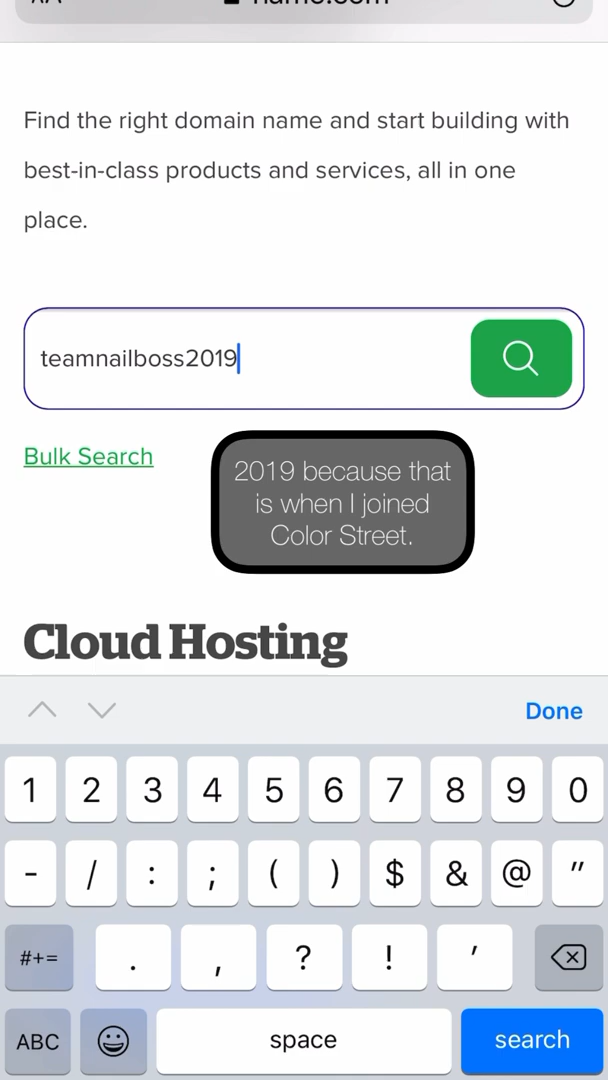 Find the right domain name and start building with
best-in-class products and services, all in one
place.
teamnailboss2019
Bulk Search
2019 because that
is when I joined
Color Street.
Cloud Hosting
Done
1 2 3 4 5 6 7 8 9 0
- / : ; ( ) $ & @ "
#+= . , ? ! '
ABC space search